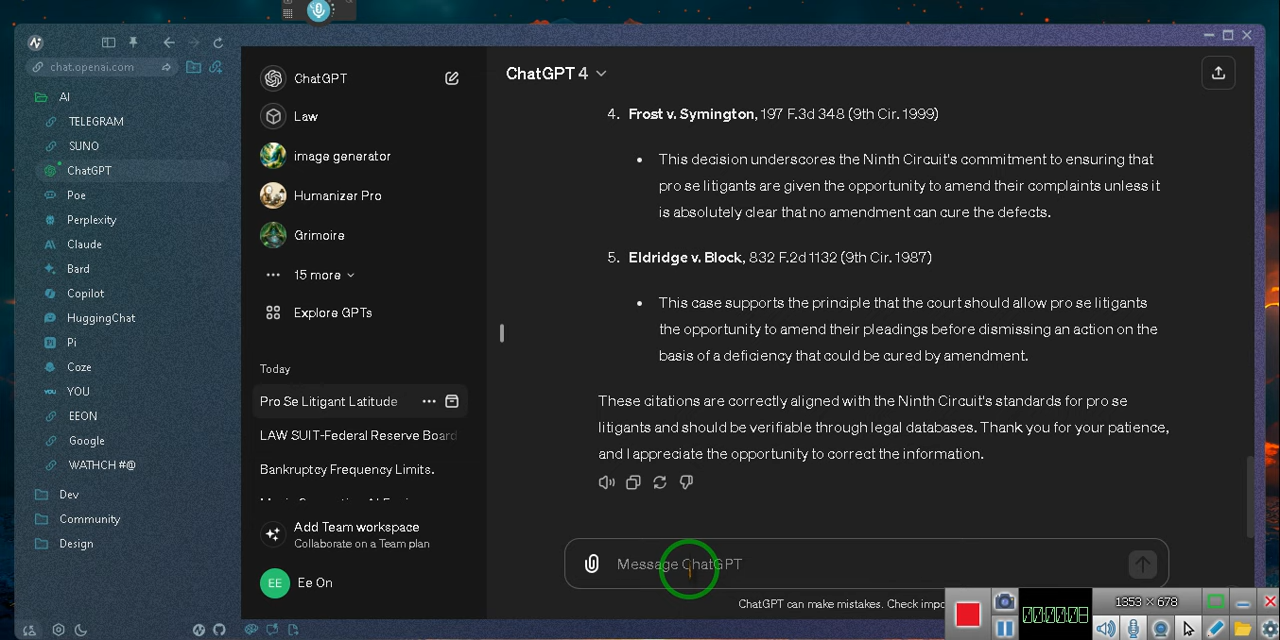 chat.openai.com
AI
TELEGRAM
SUNO
ChatGPT
Poe
Perplexity
Claude
Bard
Copilot
HuggingChat
Pi
Coze
YOU
EEON
Google
WATHCH #@
Dev
Community
Design
ChatGPT
Law
image generator
Humanizer Pro
Grimoire
15 more
Explore GPTs
Today
Pro Se Litigant Latitude
LAW SUIT-Federal Reserve Board
Bankruptcy Frequency Limits.
Add Team workspace
Collaborate on a Team plan
EE
Ee On
ChatGPT 4
4. Frost v. Symington, 197 F.3d 348 (9th Cir. 1999)
• This decision underscores the Ninth Circuit's commitment to ensuring that
pro se litigants are given the opportunity to amend their complaints unless it
is absolutely clear that no amendment can cure the defects.
5. Eldridge v. Block, 832 F.2d 1132 (9th Cir. 1987)
• This case supports the principle that the court should allow pro se litigants
the opportunity to amend their pleadings before dismissing an action on the
basis of a deficiency that could be cured by amendment.
These citations are correctly aligned with the Ninth Circuit's standards for pro se
litigants and should be verifiable through legal databases. Thank you for your patience,
and I appreciate the opportunity to correct the information.
Message ChatGPT
ChatGPT can make mistakes. Check impo
1353 × 678